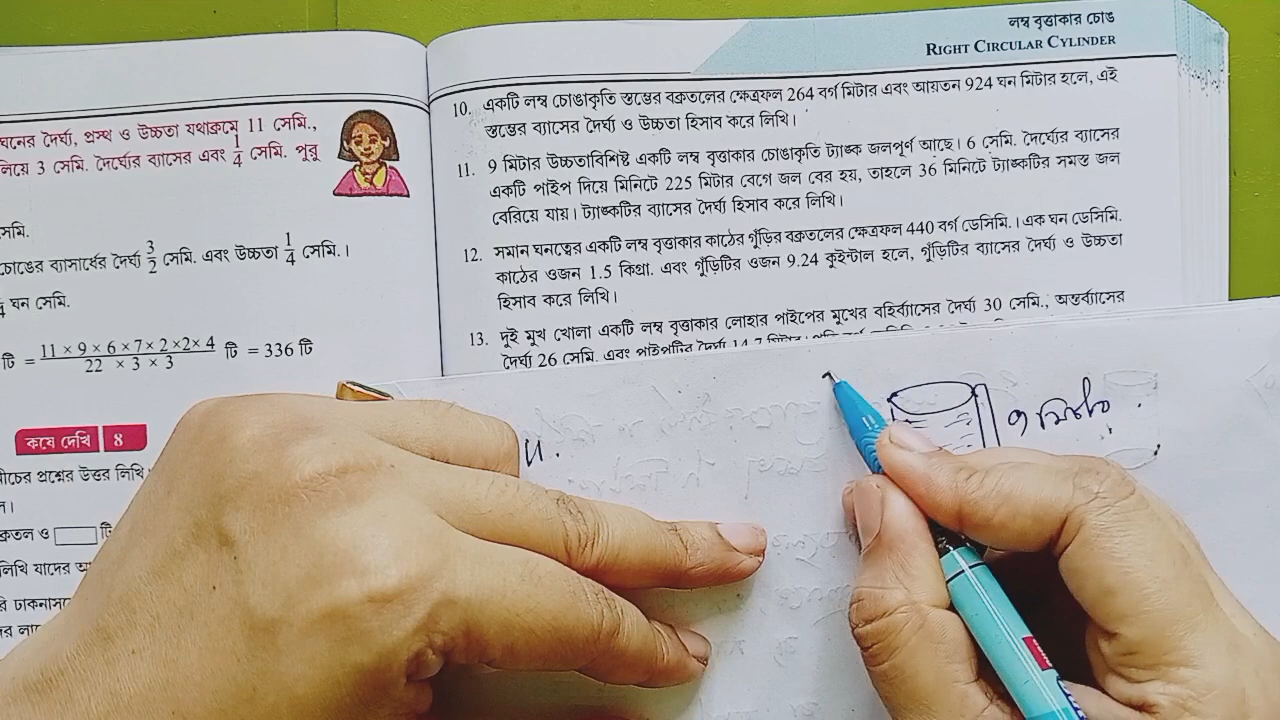 ঘনের দৈর্ঘ্য, প্রস্থ ও উচ্চতা যথাক্রমে 11 সেমি.,
নিয়ে 3 সেমি. দৈর্ঘ্যের ব্যাসের এবং 1/4 সেমি. পুরু
সেমি.
চোঙের ব্যাসার্ধের দৈর্ঘ্য 3/2 সেমি. এবং উচ্চতা 1/4 সেমি.।
ঘন সেমি.
টি = 11 × 9 × 6 × 7 × 2 × 2 × 4 / 22 × 3 × 3 টি = 336 টি
কষে দেখি 8
নীচের প্রশ্নের উত্তর লিখি
লম্ব বৃত্তাকার চোঙ
RIGHT CIRCULAR CYLINDER
10. একটি লম্ব চোঙাকৃতি স্তম্ভের বক্রতলের ক্ষেত্রফল 264 বর্গ মিটার এবং আয়তন 924 ঘন মিটার হলে, এই
স্তম্ভের ব্যাসের দৈর্ঘ্য ও উচ্চতা হিসাব করে লিখি।
11. 9 মিটার উচ্চতাবিশিষ্ট একটি লম্ব বৃত্তাকার চোঙাকৃতি ট্যাঙ্ক জলপূর্ণ আছে। 6 সেমি. দৈর্ঘ্যের ব্যাসের
একটি পাইপ দিয়ে মিনিটে 225 মিটার বেগে জল বের হয়, তাহলে 36 মিনিটে ট্যাঙ্কটির সমস্ত জল
বেরিয়ে যায়। ট্যাঙ্কটির ব্যাসের দৈর্ঘ্য হিসাব করে লিখি।
12. সমান ঘনত্বের একটি লম্ব বৃত্তাকার কাঠের গুঁড়ির বক্রতলের ক্ষেত্রফল 440 বর্গ ডেসিমি.। এক ঘন ডেসিমি.
কাঠের ওজন 1.5 কিগ্রা. এবং গুঁড়িটির ওজন 9.24 কুইন্টাল হলে, গুঁড়িটির ব্যাসের দৈর্ঘ্য ও উচ্চতা
হিসাব করে লিখি।
13. দুই মুখ খোলা একটি লম্ব বৃত্তাকার লোহার পাইপের মুখের বহির্ব্যাসের দৈর্ঘ্য 30 সেমি., অন্তর্ব্যাসের
দৈর্ঘ্য 26 সেমি. এবং পাইপটির দৈর্ঘ্য 14.7 মিটার।
11.
9 মিটার